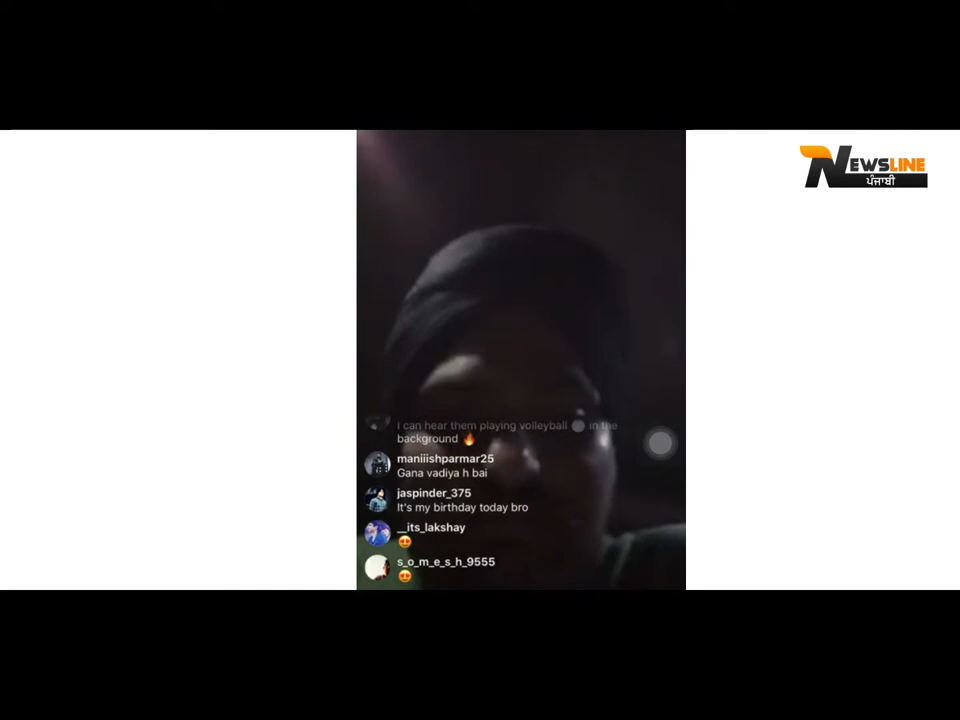 NEWSLINE
ਪੰਜਾਬੀ
I can hear them playing volleyball 🏐 in the
background 🔥
maniiishparmar25
Gana vadiya h bai
jaspinder_375
It's my birthday today bro
__its_lakshay
😍
s_o_m_e_s_h_9555
😍